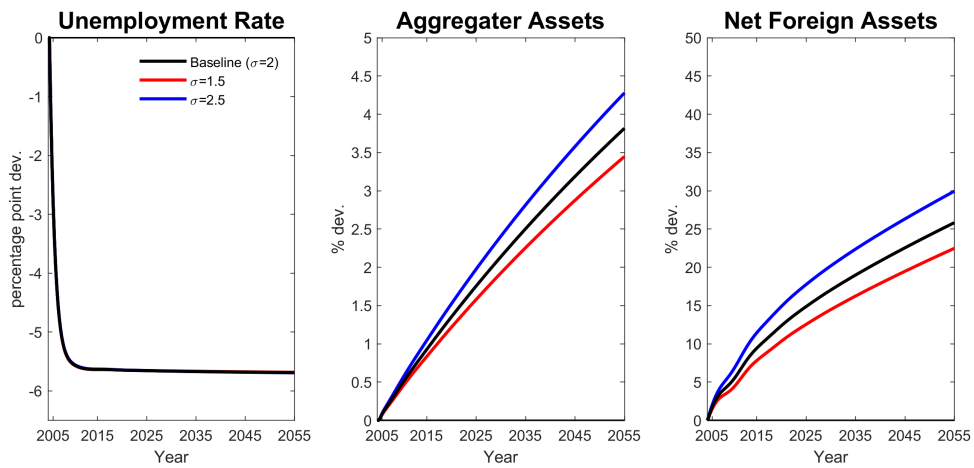 Unemployment Rate
percentage point dev.
0
-1
-2
-3
-4
-5
-6
2005 2015 2025 2035 2045 2055
Year
Baseline (σ=2)
σ=1.5
σ=2.5
Aggregater Assets
% dev.
5
4.5
4
3.5
3
2.5
2
1.5
1
0.5
0
2005 2015 2025 2035 2045 2055
Year
Net Foreign Assets
% dev.
50
45
40
35
30
25
20
15
10
5
0
2005 2015 2025 2035 2045 2055
Year